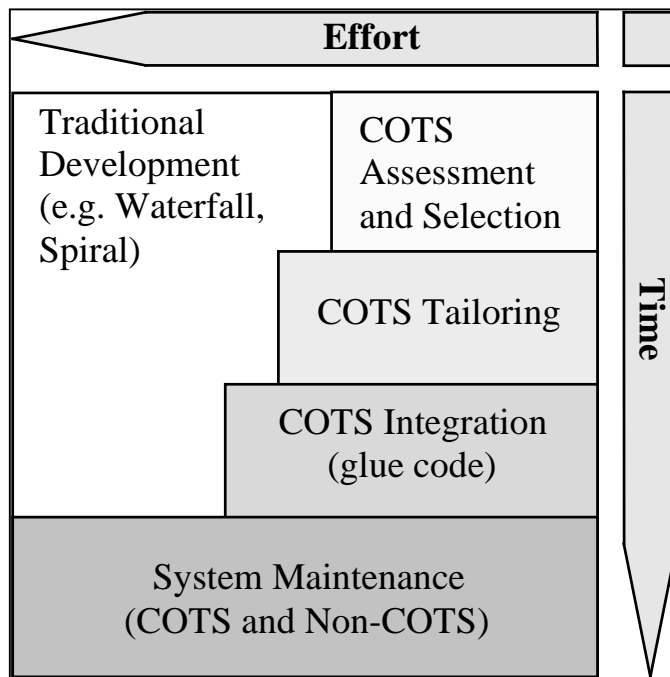 Effort
Traditional
Development
(e.g. Waterfall,
Spiral)
COTS
Assessment
and Selection
COTS Tailoring
Time
COTS Integration
(glue code)
System Maintenance
(COTS and Non-COTS)